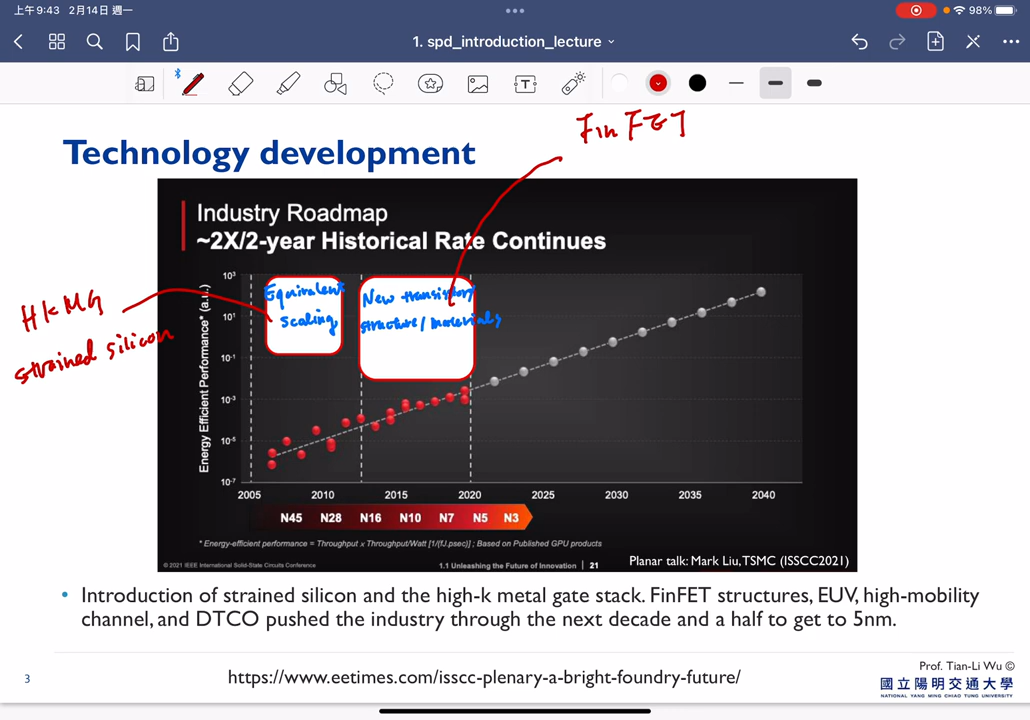 上午9:43 2月14日 週一
98%
1. spd_introduction_lecture
FinFET
Technology development
Industry Roadmap
~2X/2-year Historical Rate Continues
HKMG
strained silicon
Equivalent
scaling
New transistor
structure/materials
Energy Efficient Performance* (a.u.)
10³
10¹
10⁻¹
10⁻³
10⁻⁵
10⁻⁷
2005 2010 2015 2020 2025 2030 2035 2040
N45 N28 N16 N10 N7 N5 N3
* Energy-efficient performance = Throughput x Throughput/Watt [1/(fJ.psec)] ; Based on Published GPU products
Planar talk: Mark Liu, TSMC (ISSCC2021)
© 2021 IEEE International Solid-State Circuits Conference 1.1 Unleashing the Future of Innovation 21
• Introduction of strained silicon and the high-k metal gate stack. FinFET structures, EUV, high-mobility
channel, and DTCO pushed the industry through the next decade and a half to get to 5nm.
3
https://www.eetimes.com/isscc-plenary-a-bright-foundry-future/
Prof. Tian-Li Wu ©
國立陽明交通大學
NATIONAL YANG MING CHIAO TUNG UNIVERSITY